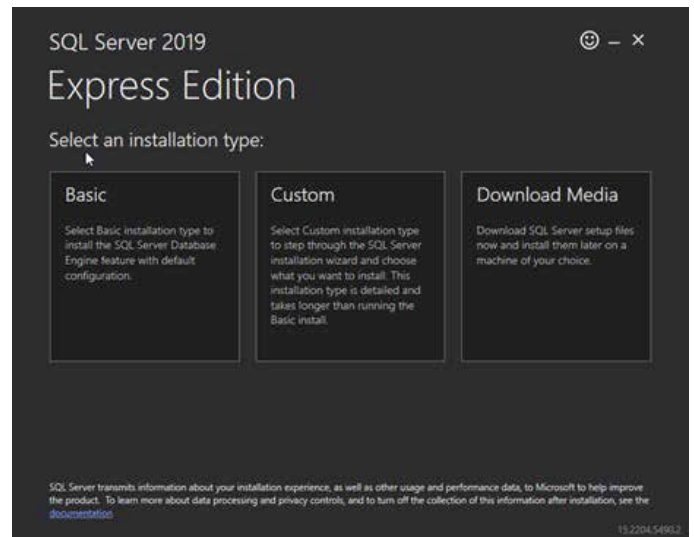 SQL Server 2019
Express Edition
Select an installation type:
Basic
Select Basic installation type to
install the SQL Server Database
Engine feature with default
configuration.
Custom
Select Custom installation type
to step through the SQL Server
installation wizard and choose
what you want to install. This
installation type is detailed and
takes longer than running the
Basic install.
Download Media
Download SQL Server setup files
now and install them later on a
machine of your choice.
SQL Server transmits information about your installation experience, as well as other usage and performance data, to Microsoft to help improve
the product. To learn more about data processing and privacy controls, and to turn off the collection of this information after installation, see the
documentation
15.2204.5490.2